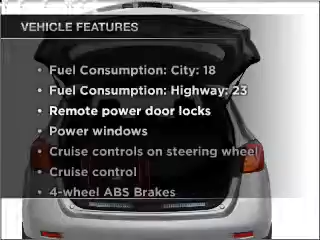 VEHICLE FEATURES
• Fuel Consumption: City: 18
• Fuel Consumption: Highway: 23
• Remote power door locks
• Power windows
• Cruise controls on steering wheel
• Cruise control
• 4-wheel ABS Brakes